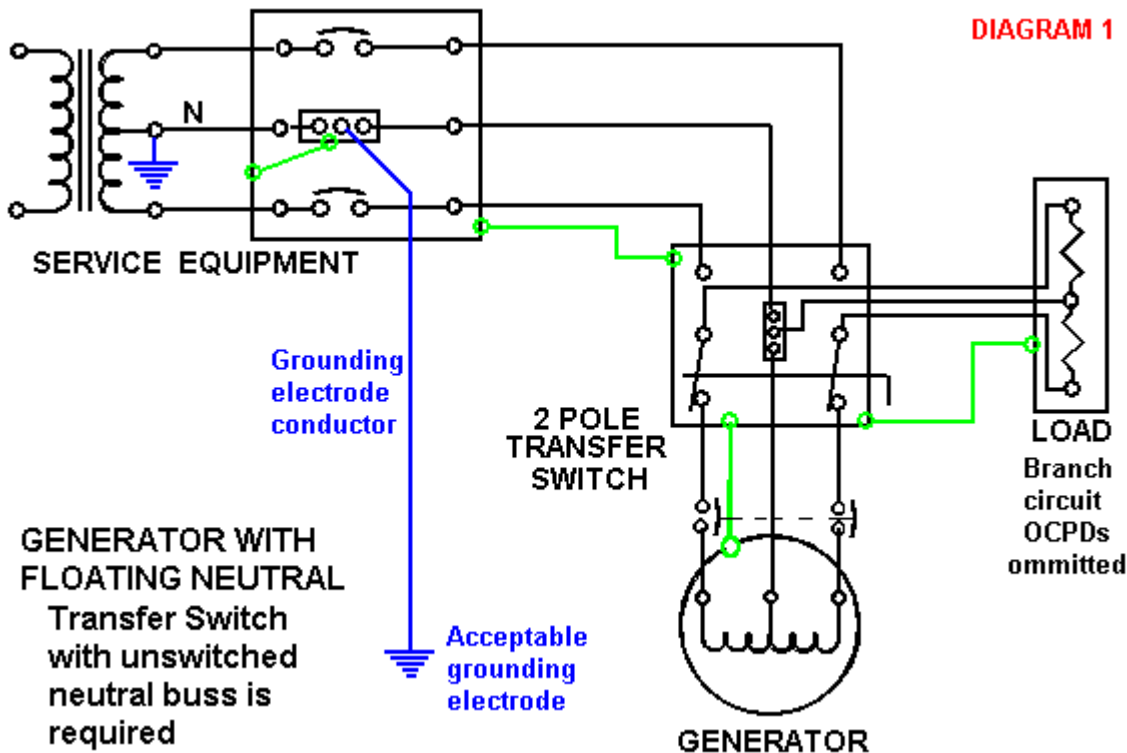 DIAGRAM 1
N
SERVICE EQUIPMENT
Grounding
electrode
conductor
2 POLE
TRANSFER
SWITCH
LOAD
Branch
circuit
OCPDs
ommitted
GENERATOR WITH
FLOATING NEUTRAL
Transfer Switch
with unswitched
neutral buss is
required
Acceptable
grounding
electrode
GENERATOR